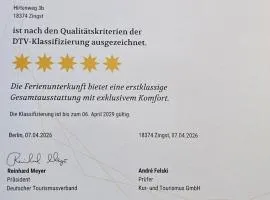 Hirtenweg 3b
18374 Zingst
ist nach den Qualitätskriterien der
DTV-Klassifizierung ausgezeichnet.
Die Ferienunterkunft bietet eine erstklassige
Gesamtausstattung mit exklusivem Komfort.
Die Klassifizierung ist bis zum 06. April 2029 gültig.
Berlin, 07.04.2026
18374 Zingst, 07.04.2026
Reinhard Meyer
Präsident
Deutscher Tourismusverband
André Felski
Prüfer
Kur- und Tourismus GmbH